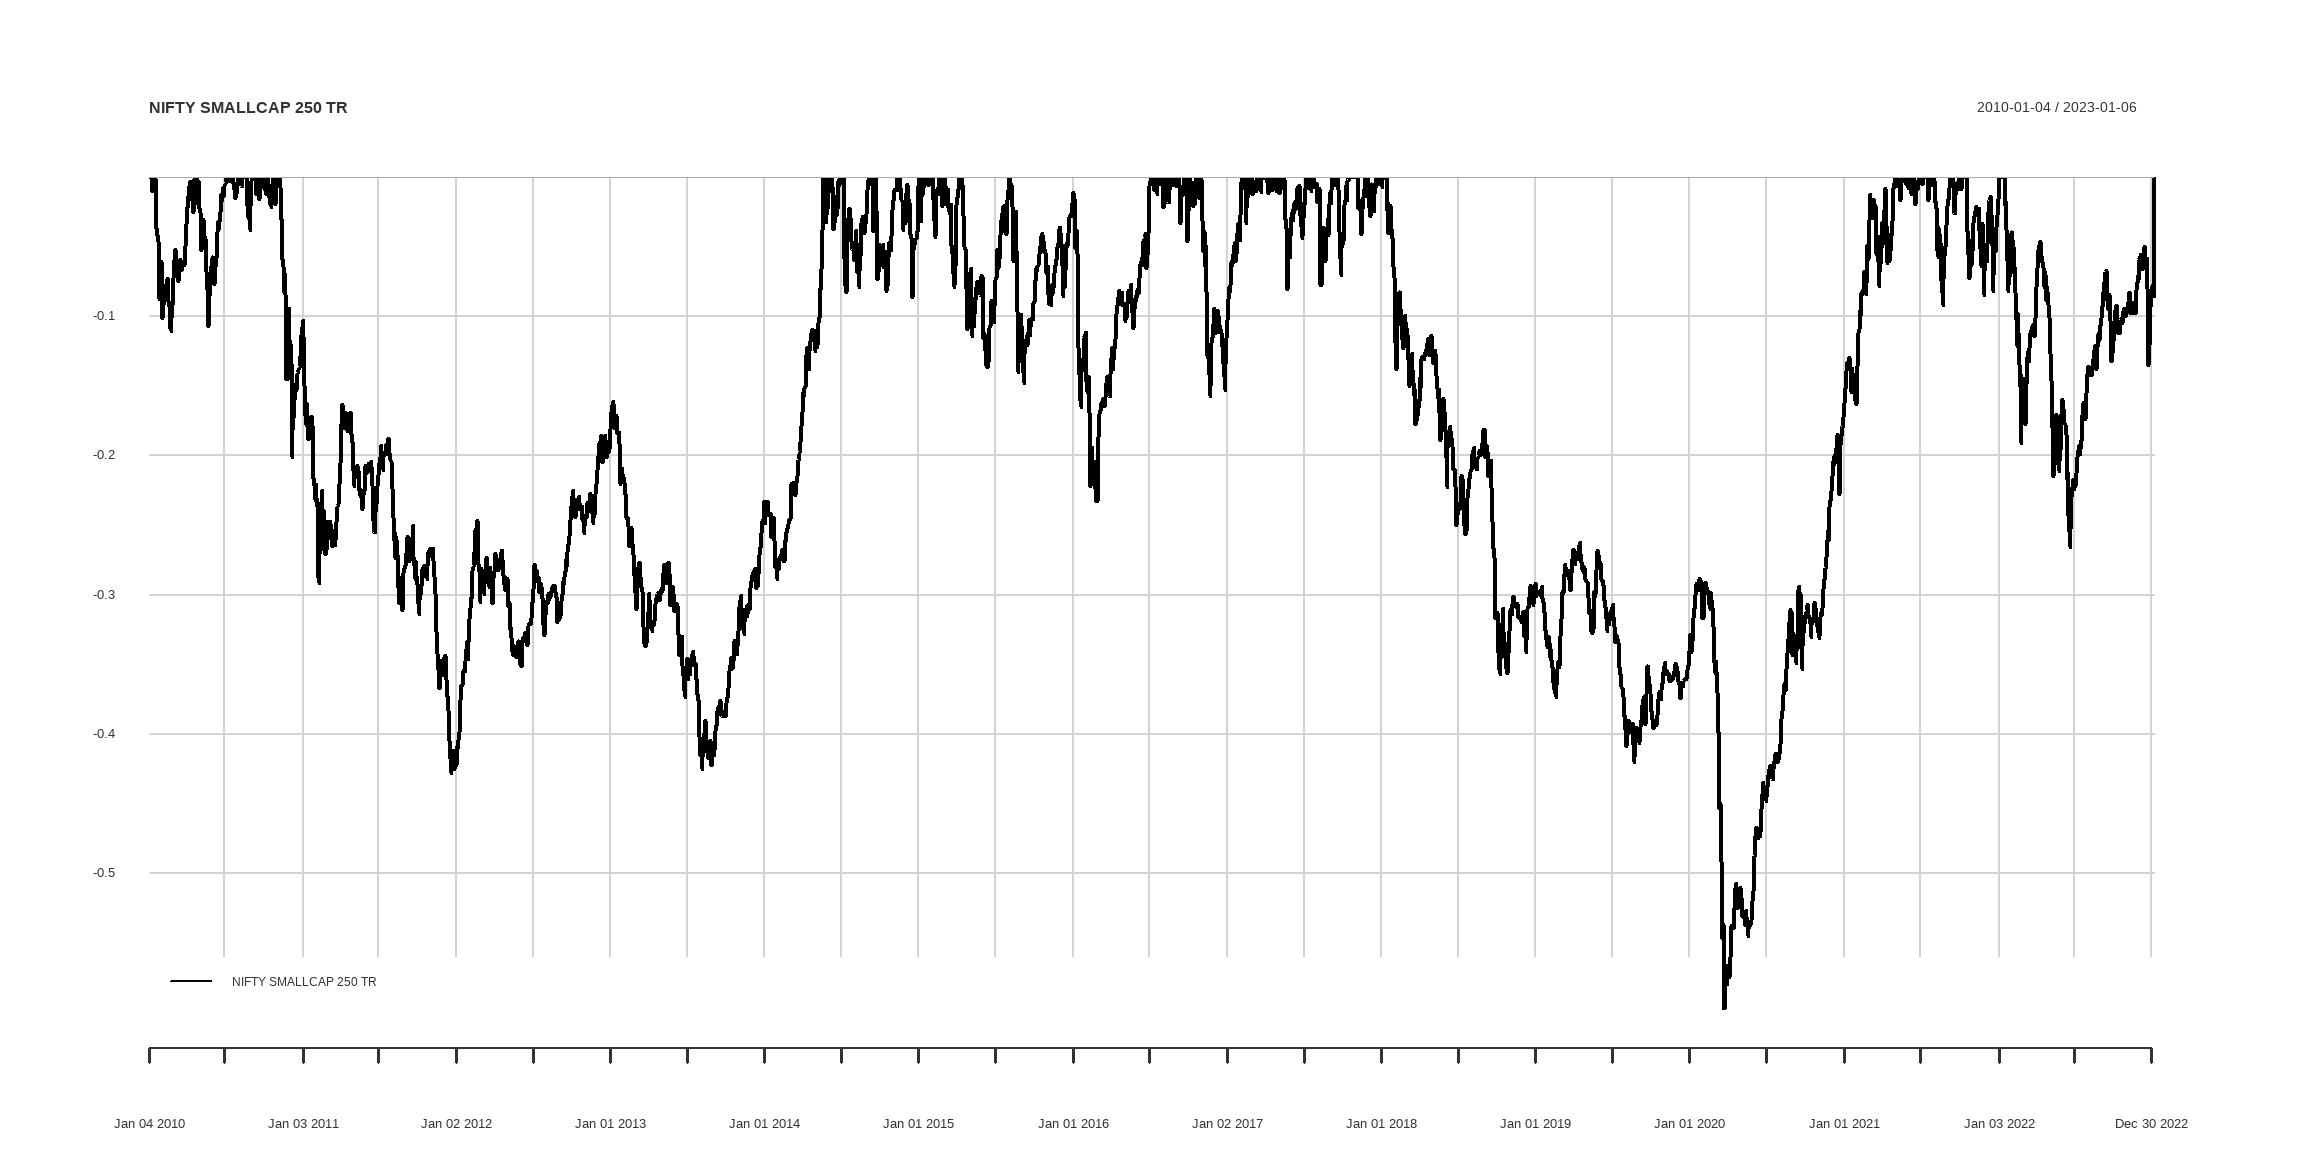 NIFTY SMALLCAP 250 TR
2010-01-04 / 2023-01-06
-0.1
-0.2
-0.3
-0.4
-0.5
NIFTY SMALLCAP 250 TR
Jan 04 2010 Jan 03 2011 Jan 02 2012 Jan 01 2013 Jan 01 2014 Jan 01 2015 Jan 01 2016 Jan 02 2017 Jan 01 2018 Jan 01 2019 Jan 01 2020 Jan 01 2021 Jan 03 2022 Dec 30 2022